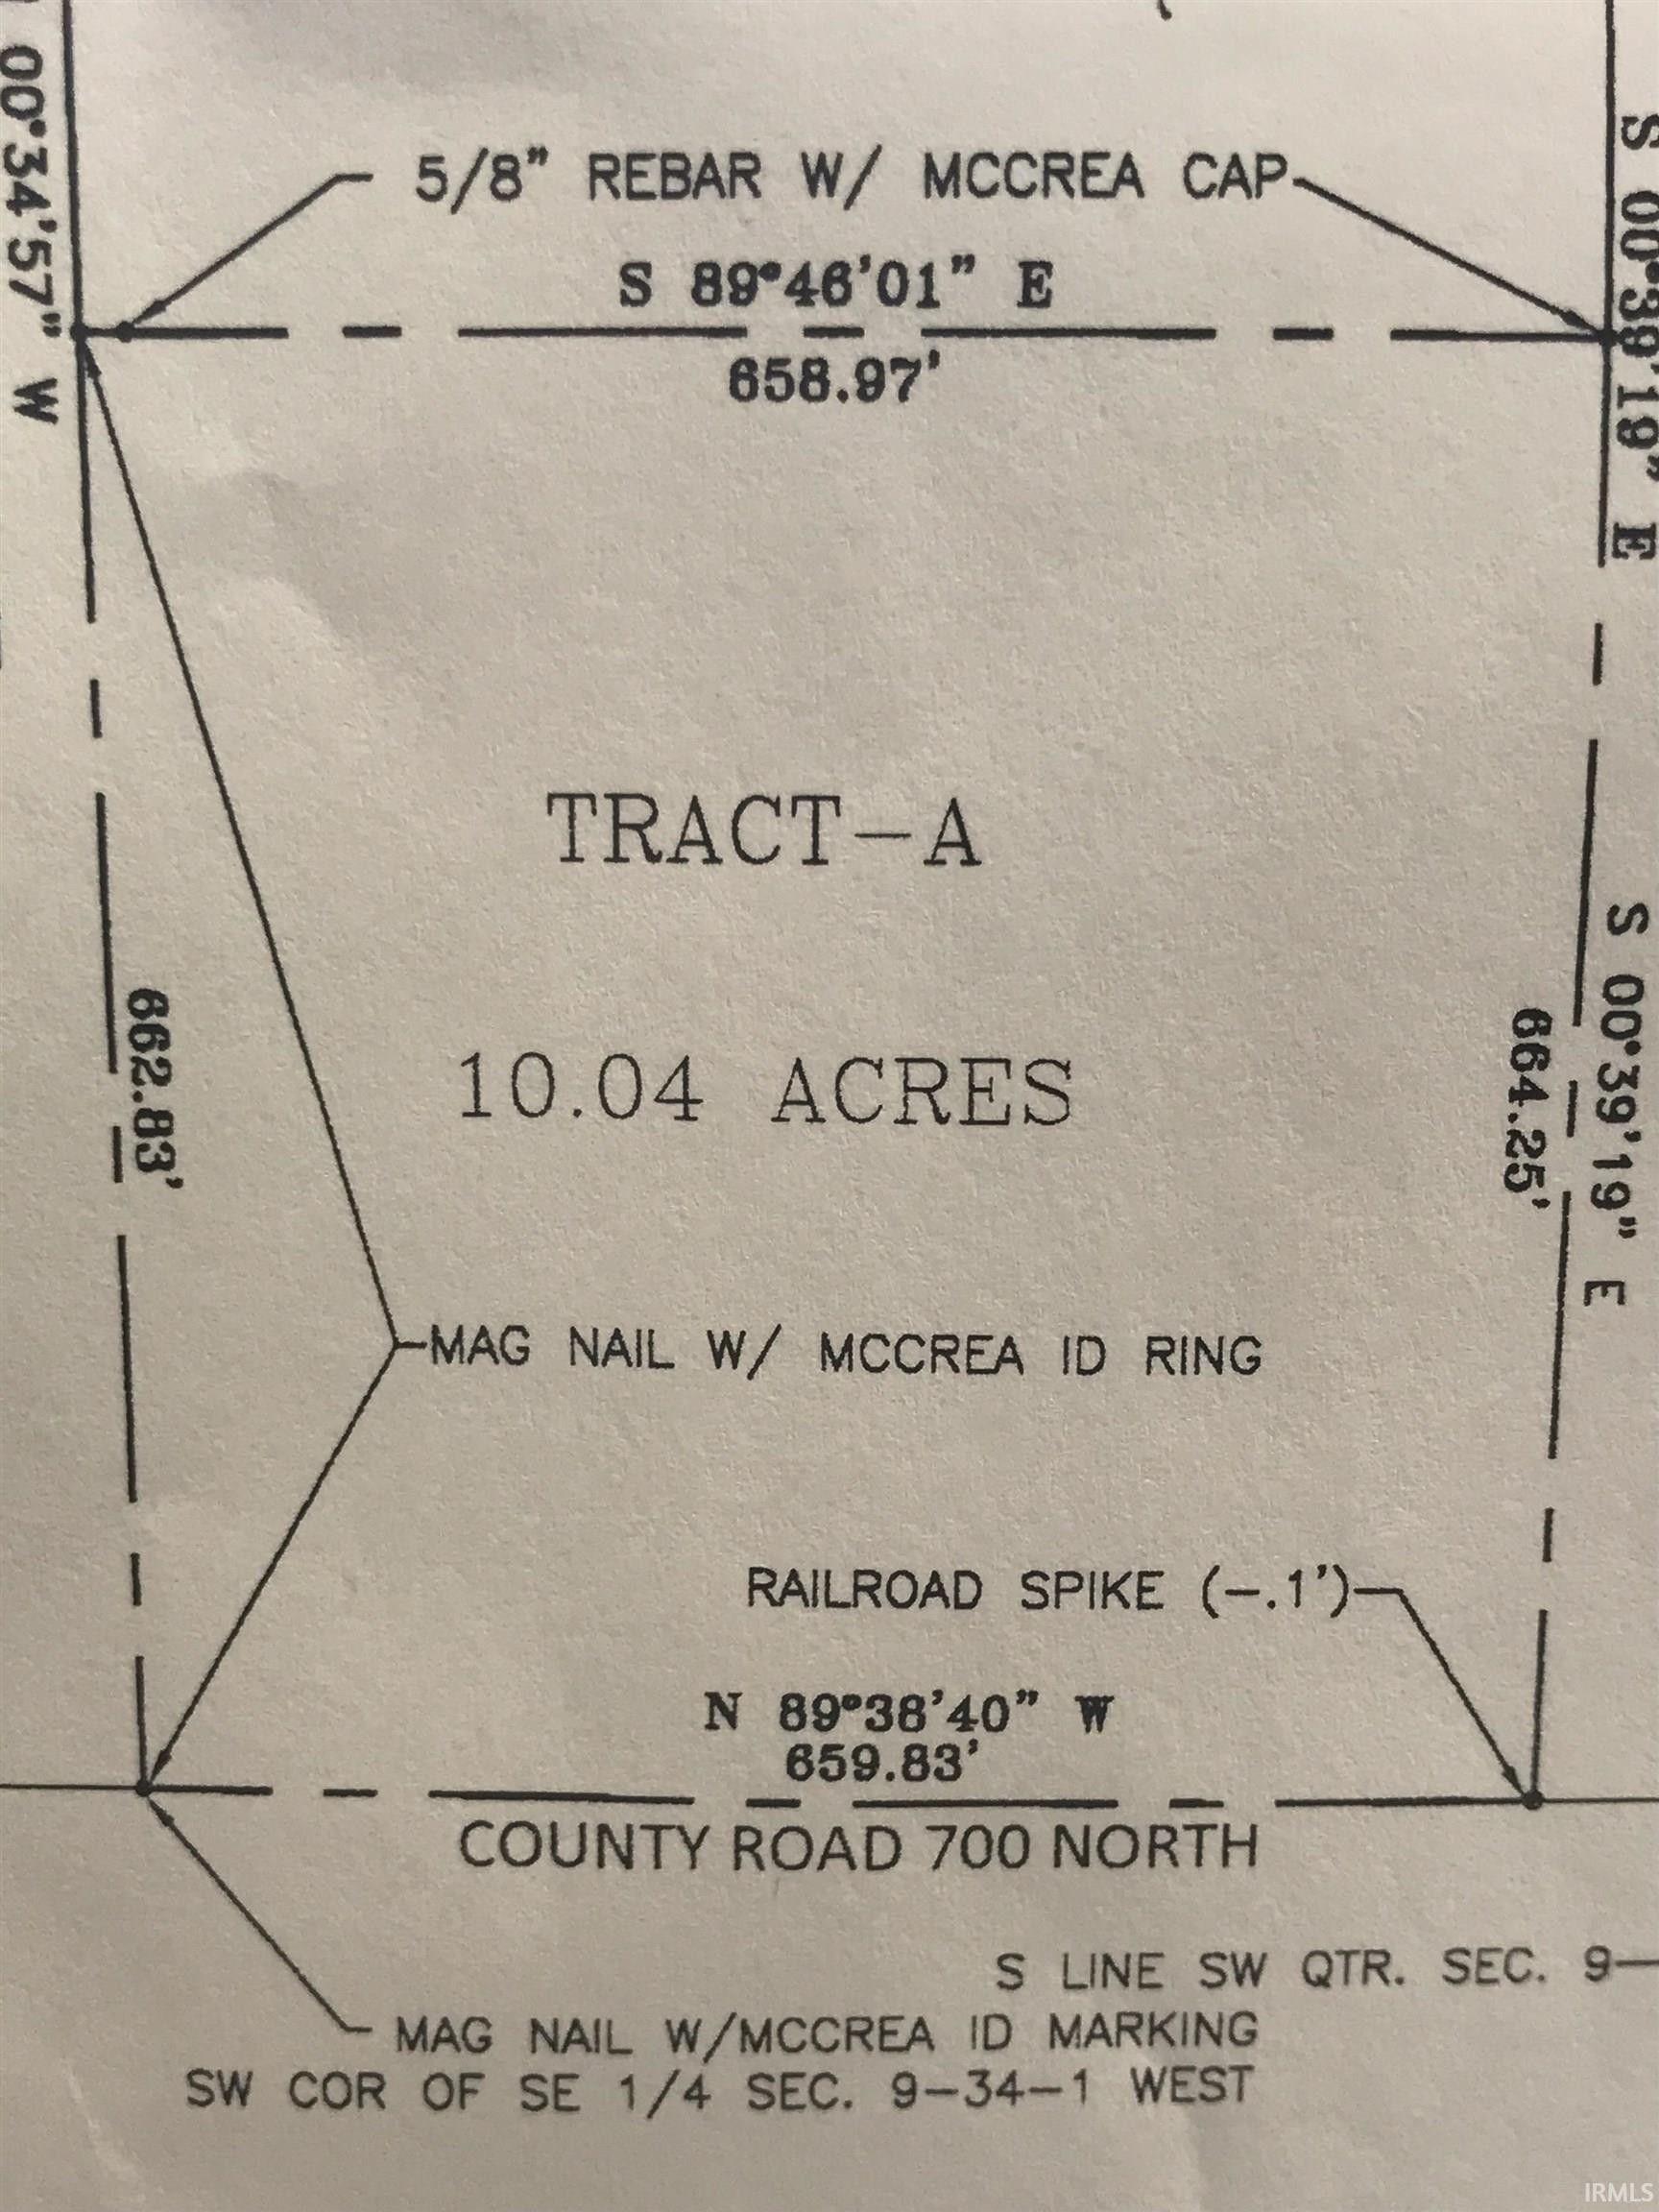 00°34'57" W
5/8" REBAR W/ MCCREA CAP
S 89°46'01" E
658.97'
S 00°39'19" E
TRACT-A
10.04 ACRES
662.83'
S 00°39'19" E
664.25'
MAG NAIL W/ MCCREA ID RING
RAILROAD SPIKE (-.1')
N 89°38'40" W
659.83'
COUNTY ROAD 700 NORTH
S LINE SW QTR. SEC. 9-
MAG NAIL W/MCCREA ID MARKING
SW COR OF SE 1/4 SEC. 9-34-1 WEST
IRMLS